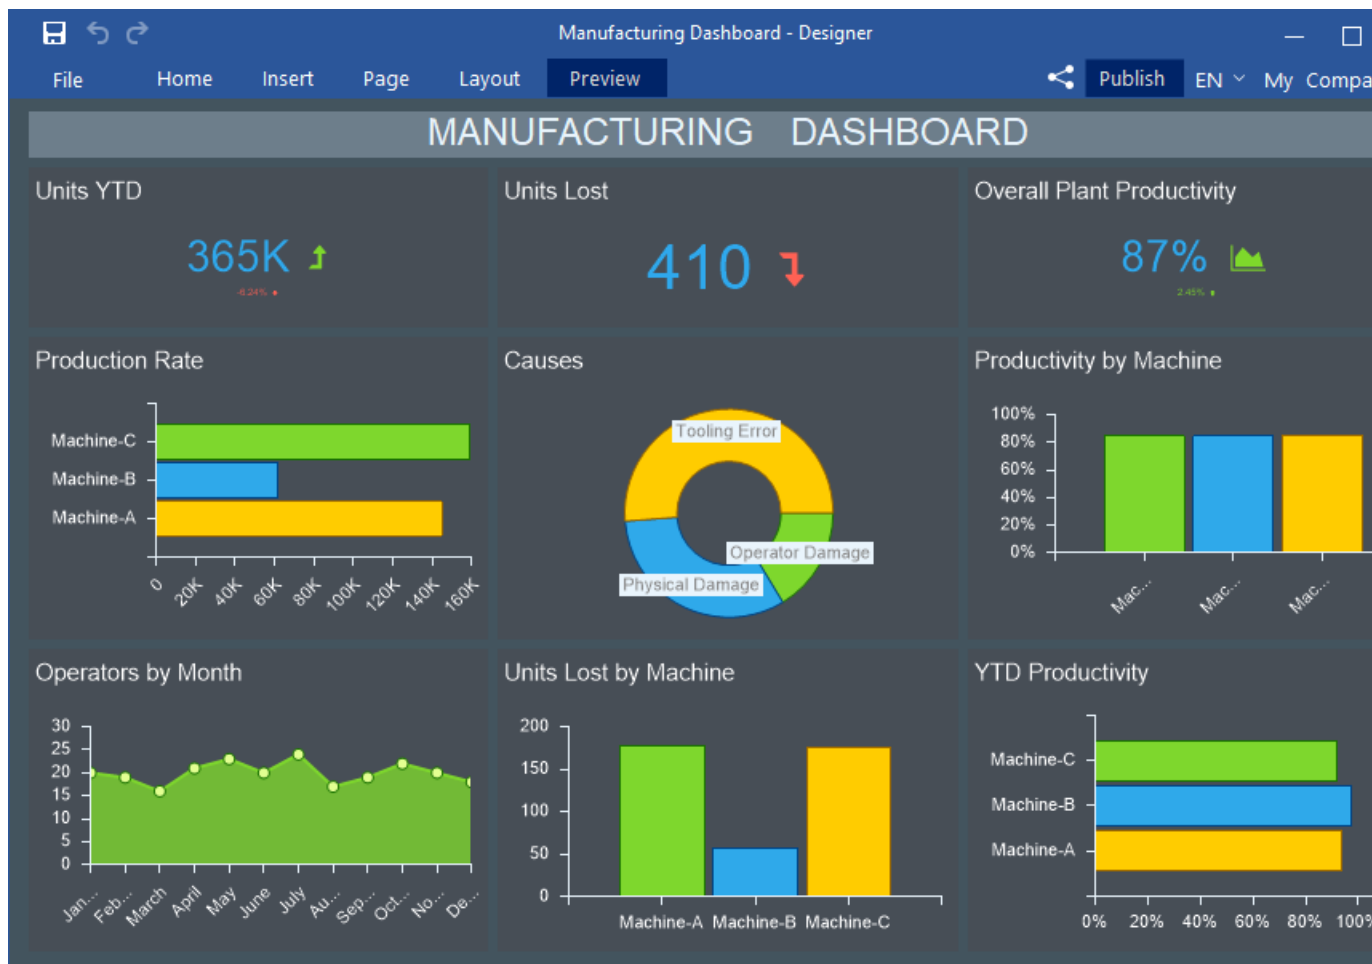 Manufacturing Dashboard - Designer
File Home Insert Page Layout Preview Publish EN My Compa
MANUFACTURING DASHBOARD
Units YTD
365K
-6.24%
Units Lost
410
Overall Plant Productivity
87%
2.45%
Production Rate
Machine-C
Machine-B
Machine-A
0 20K 40K 60K 80K 100K 120K 140K 160K
Causes
Tooling Error
Operator Damage
Physical Damage
Productivity by Machine
100%
80%
60%
40%
20%
0%
Mac... Mac... Mac...
Operators by Month
30
25
20
15
10
5
0
Jan... Feb... March April May June July Au... Sep... Oct... No... De...
Units Lost by Machine
200
150
100
50
0
Machine-A Machine-B Machine-C
YTD Productivity
Machine-C
Machine-B
Machine-A
0% 20% 40% 60% 80% 100%